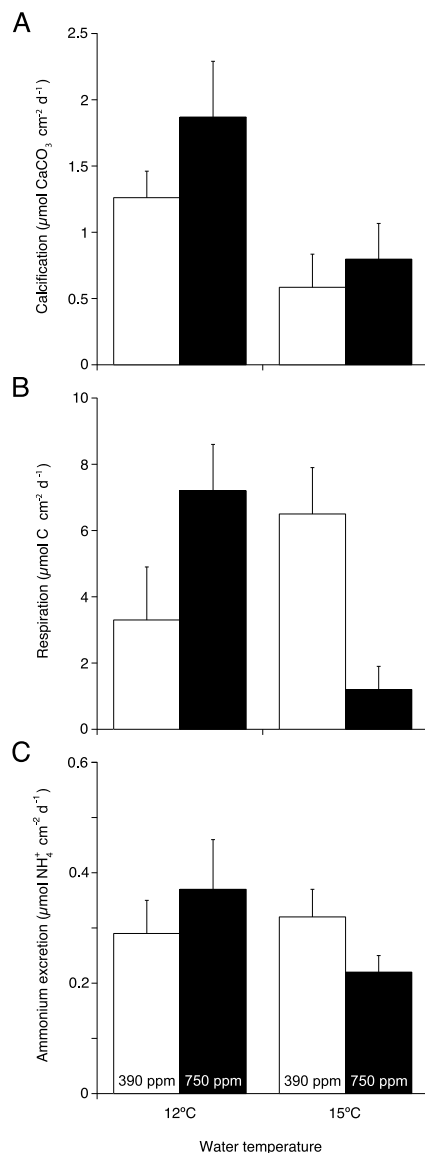 A
2.5
2
1.5
1
0.5
0
Calcification (µmol CaCO3 cm-2 d-1)
B
10
8
6
4
2
0
Respiration (µmol C cm-2 d-1)
C
0.6
0.4
0.2
0
Ammonium excretion (µmol NH4+ cm-2 d-1)
390 ppm 750 ppm 390 ppm 750 ppm
12ºC 15ºC
Water temperature